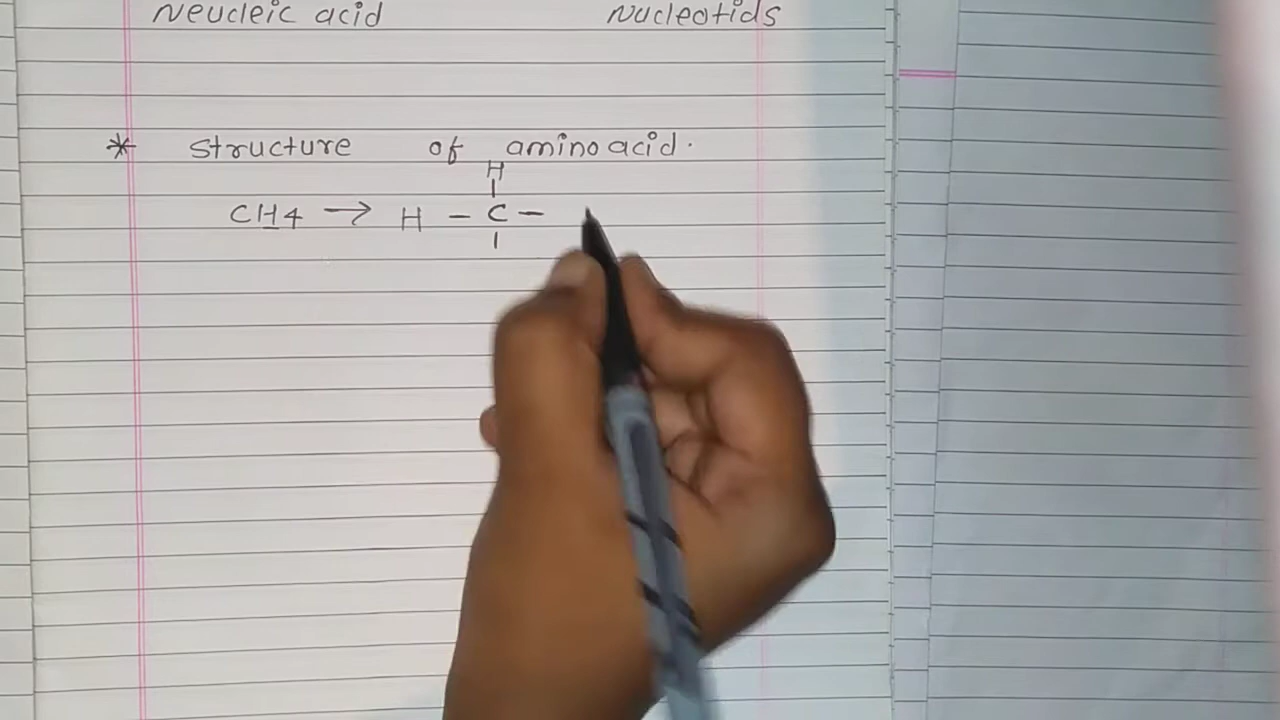 Neucleic acid Nucleotids
* structure of aminoacid.
H
|
CH4 → H – C –
|